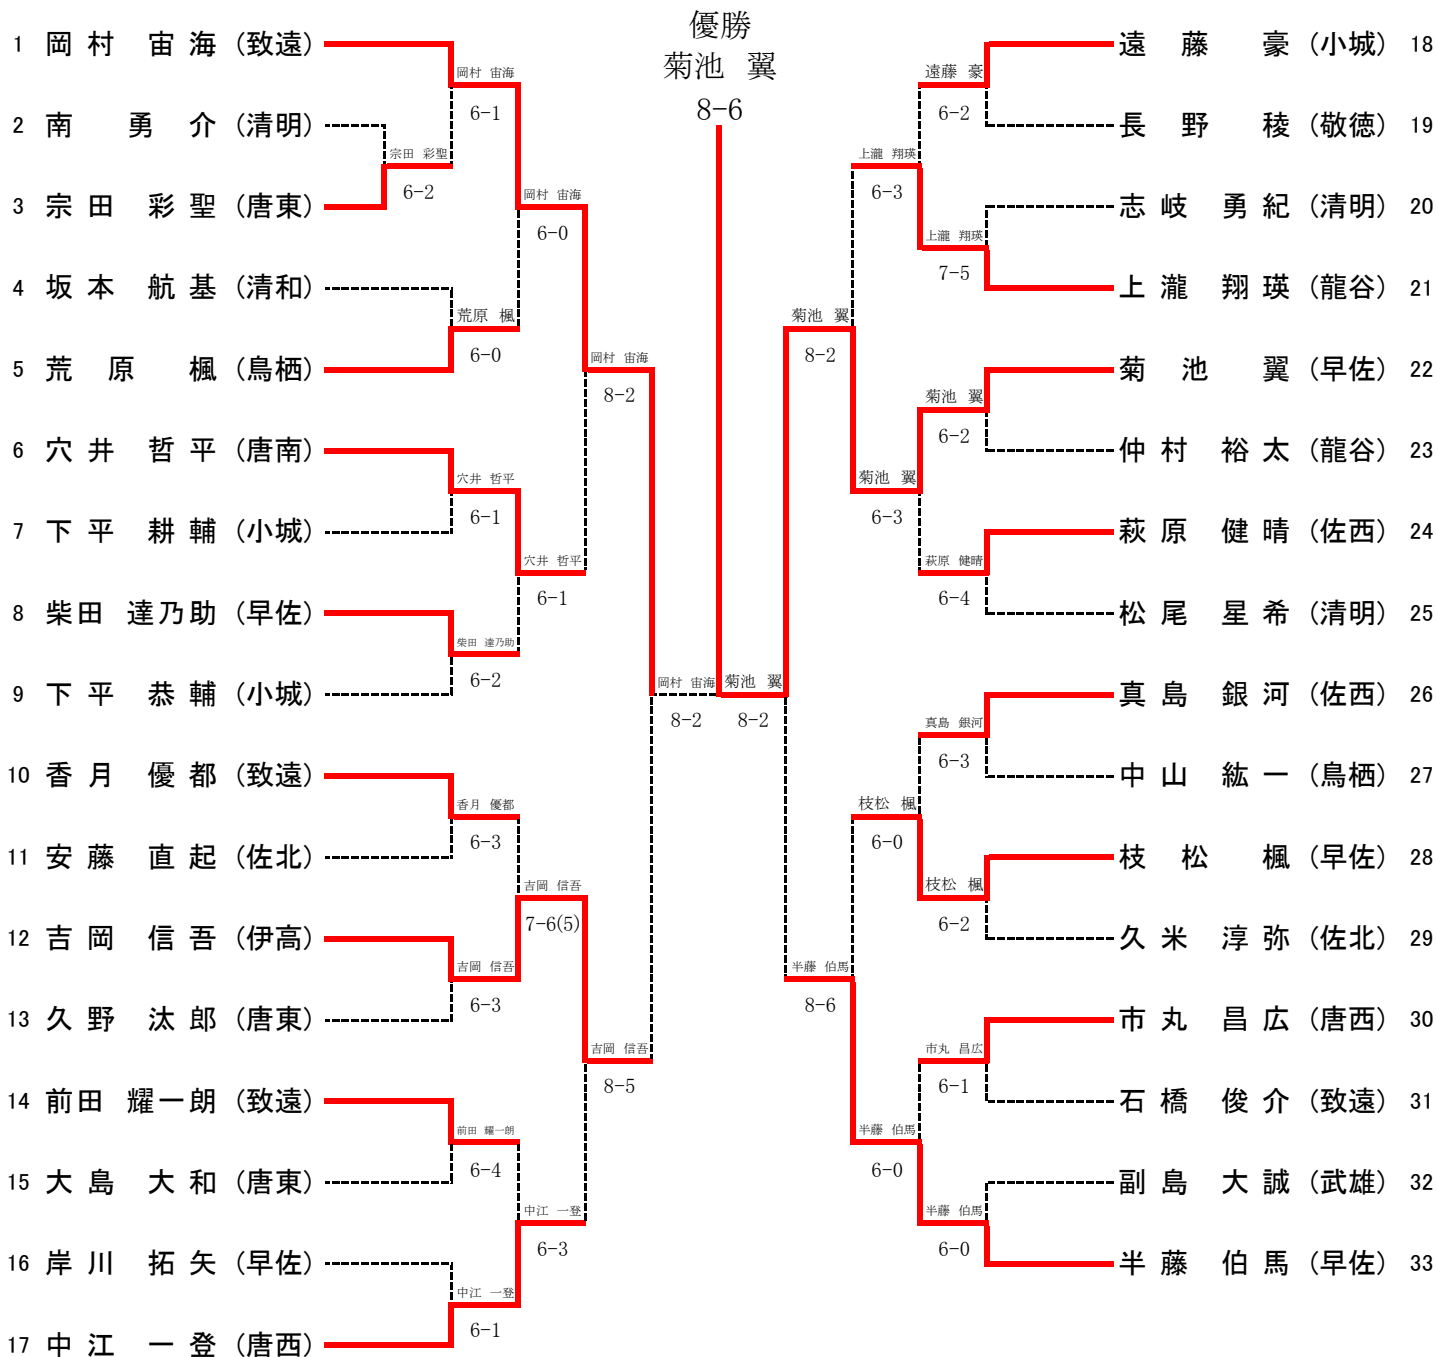 優勝
菊池 翼
8-6
1 岡村 宙海 (致遠)
2 南 勇介 (清明)
3 宗田 彩聖 (唐東)
4 坂本 航基 (清和)
5 荒原 楓 (鳥栖)
6 穴井 哲平 (唐南)
7 下平 耕輔 (小城)
8 柴田 達乃助 (早佐)
9 下平 恭輔 (小城)
10 香月 優都 (致遠)
11 安藤 直起 (佐北)
12 吉岡 信吾 (伊高)
13 久野 汰郎 (唐東)
14 前田 耀一朗 (致遠)
15 大島 大和 (唐東)
16 岸川 拓矢 (早佐)
17 中江 一登 (唐西)
宗田 彩聖
6-2
岡村 宙海
6-1
荒原 楓
6-0
穴井 哲平
6-1
柴田 達乃助
6-2
香月 優都
6-3
吉岡 信吾
6-3
前田 耀一朗
6-4
中江 一登
6-1
岡村 宙海
6-0
穴井 哲平
6-1
吉岡 信吾
7-6(5)
中江 一登
6-3
岡村 宙海
8-2
吉岡 信吾
8-5
岡村 宙海
8-2
菊池 翼
8-2
菊池 翼
8-2
半藤 伯馬
8-6
上瀧 翔瑛
6-3
菊池 翼
6-3
枝松 楓
6-0
半藤 伯馬
6-0
遠藤 豪
6-2
上瀧 翔瑛
7-5
菊池 翼
6-2
萩原 健晴
6-4
真島 銀河
6-3
枝松 楓
6-2
市丸 昌広
6-1
半藤 伯馬
6-0
遠藤 豪 (小城) 18
長野 稜 (敬徳) 19
志岐 勇紀 (清明) 20
上瀧 翔瑛 (龍谷) 21
菊池 翼 (早佐) 22
仲村 裕太 (龍谷) 23
萩原 健晴 (佐西) 24
松尾 星希 (清明) 25
真島 銀河 (佐西) 26
中山 紘一 (鳥栖) 27
枝松 楓 (早佐) 28
久米 淳弥 (佐北) 29
市丸 昌広 (唐西) 30
石橋 俊介 (致遠) 31
副島 大誠 (武雄) 32
半藤 伯馬 (早佐) 33